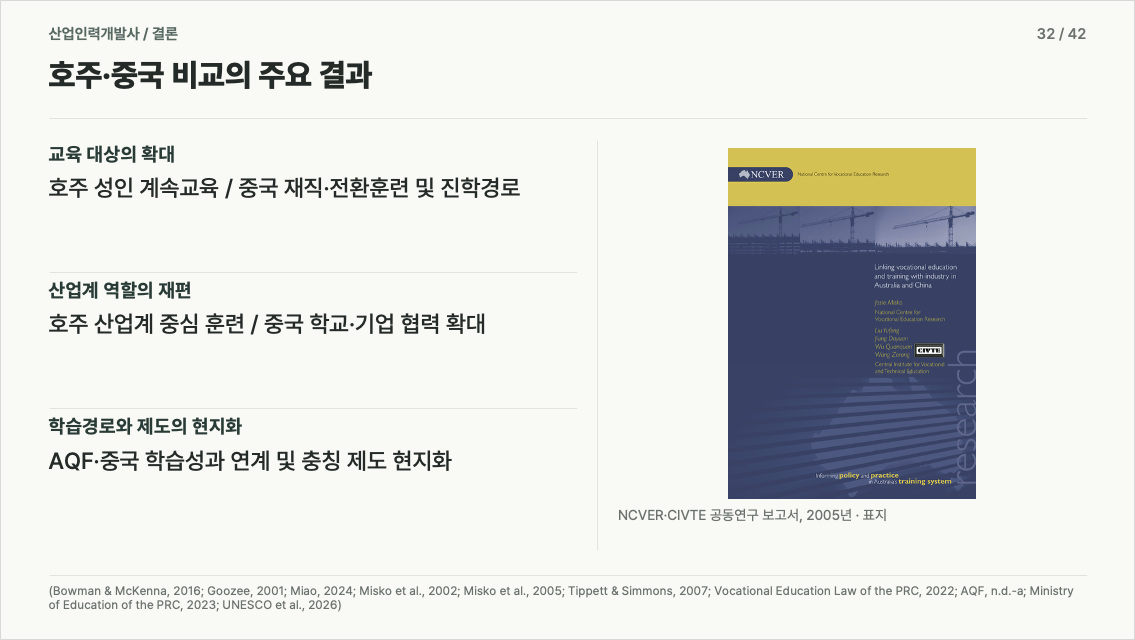 산업인력개발사 / 결론
32 / 42
호주·중국 비교의 주요 결과
교육 대상의 확대
호주 성인 계속교육 / 중국 재직·전환훈련 및 진학경로
산업계 역할의 재편
호주 산업계 중심 훈련 / 중국 학교·기업 협력 확대
학습경로와 제도의 현지화
AQF·중국 학습성과 연계 및 충칭 제도 현지화
NCVER
National Centre for Vocational Education Research
Linking vocational education
and training with industry in
Australia and China
Josie Misko
National Centre for
Vocational Education Research
Liu Yufeng
Jiang Dayuan
Wu Quanquan
Wang Zerong
CIVTE
Central Institute for Vocational
and Technical Education
research
Informing policy and practice
in Australia's training system
NCVER·CIVTE 공동연구 보고서, 2005년 · 표지
(Bowman & McKenna, 2016; Goozee, 2001; Miao, 2024; Misko et al., 2002; Misko et al., 2005; Tippett & Simmons, 2007; Vocational Education Law of the PRC, 2022; AQF, n.d.-a; Ministry
of Education of the PRC, 2023; UNESCO et al., 2026)